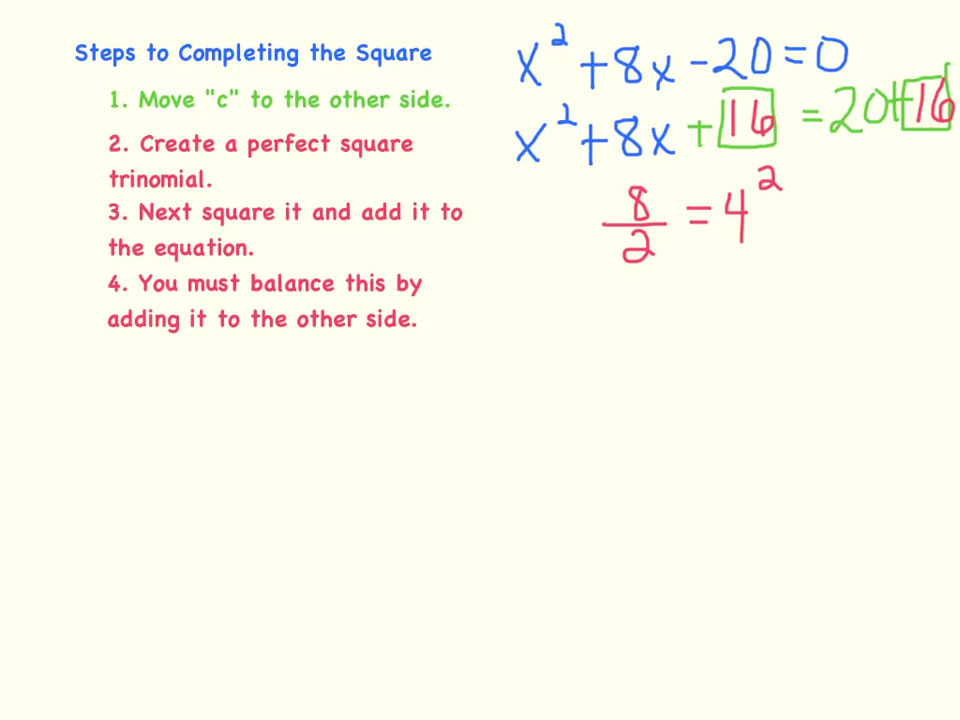 Steps to Completing the Square
1. Move "c" to the other side.
2. Create a perfect square
trinomial.
3. Next square it and add it to
the equation.
4. You must balance this by
adding it to the other side.
x² + 8x - 20 = 0
x² + 8x + 16 = 20 + 16
8/2 = 4²